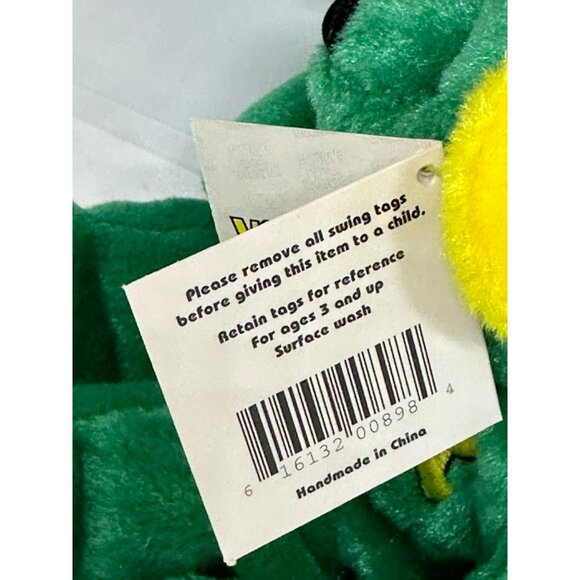 Please remove all swing tags
before giving this item to a child.
Retain tags for reference
For ages 3 and up
Surface wash
6 16132 00898 4
Handmade in China